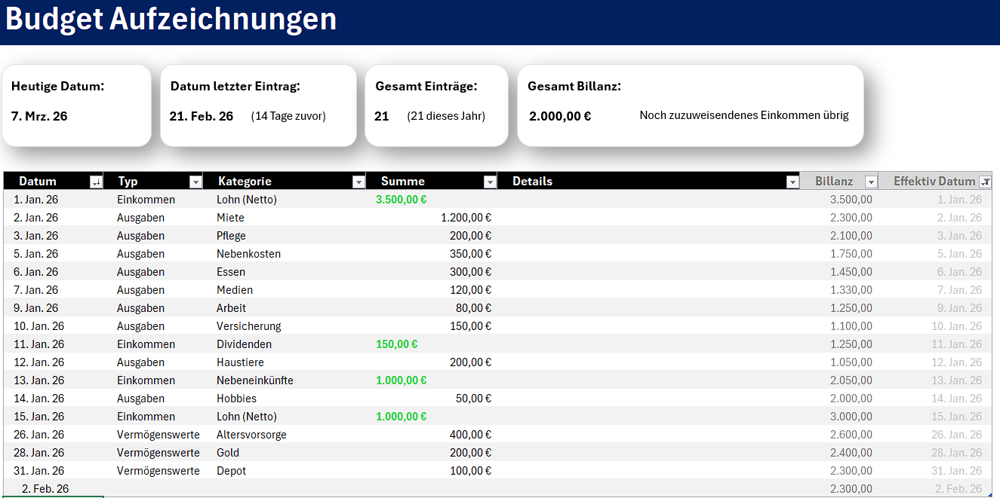 Budget Aufzeichnungen
Heutige Datum: Datum letzter Eintrag: Gesamt Einträge: Gesamt Billanz:
7. Mrz. 26 21. Feb. 26 (14 Tage zuvor) 21 (21 dieses Jahr) 2.000,00 € Noch zuzuweisendenes Einkommen übrig
Datum Typ Kategorie Summe Details Billanz Effektiv Datum
1. Jan. 26 Einkommen Lohn (Netto) 3.500,00 € 3.500,00 1. Jan. 26
2. Jan. 26 Ausgaben Miete 1.200,00 € 2.300,00 2. Jan. 26
3. Jan. 26 Ausgaben Pflege 200,00 € 2.100,00 3. Jan. 26
5. Jan. 26 Ausgaben Nebenkosten 350,00 € 1.750,00 5. Jan. 26
6. Jan. 26 Ausgaben Essen 300,00 € 1.450,00 6. Jan. 26
7. Jan. 26 Ausgaben Medien 120,00 € 1.330,00 7. Jan. 26
9. Jan. 26 Ausgaben Arbeit 80,00 € 1.250,00 9. Jan. 26
10. Jan. 26 Ausgaben Versicherung 150,00 € 1.100,00 10. Jan. 26
11. Jan. 26 Einkommen Dividenden 150,00 € 1.250,00 11. Jan. 26
12. Jan. 26 Ausgaben Haustiere 200,00 € 1.050,00 12. Jan. 26
13. Jan. 26 Einkommen Nebeneinkünfte 1.000,00 € 2.050,00 13. Jan. 26
14. Jan. 26 Ausgaben Hobbies 50,00 € 2.000,00 14. Jan. 26
15. Jan. 26 Einkommen Lohn (Netto) 1.000,00 € 3.000,00 15. Jan. 26
26. Jan. 26 Vermögenswerte Altersvorsorge 400,00 € 2.600,00 26. Jan. 26
28. Jan. 26 Vermögenswerte Gold 200,00 € 2.400,00 28. Jan. 26
31. Jan. 26 Vermögenswerte Depot 100,00 € 2.300,00 31. Jan. 26
2. Feb. 26 2.300,00 2. Feb. 26